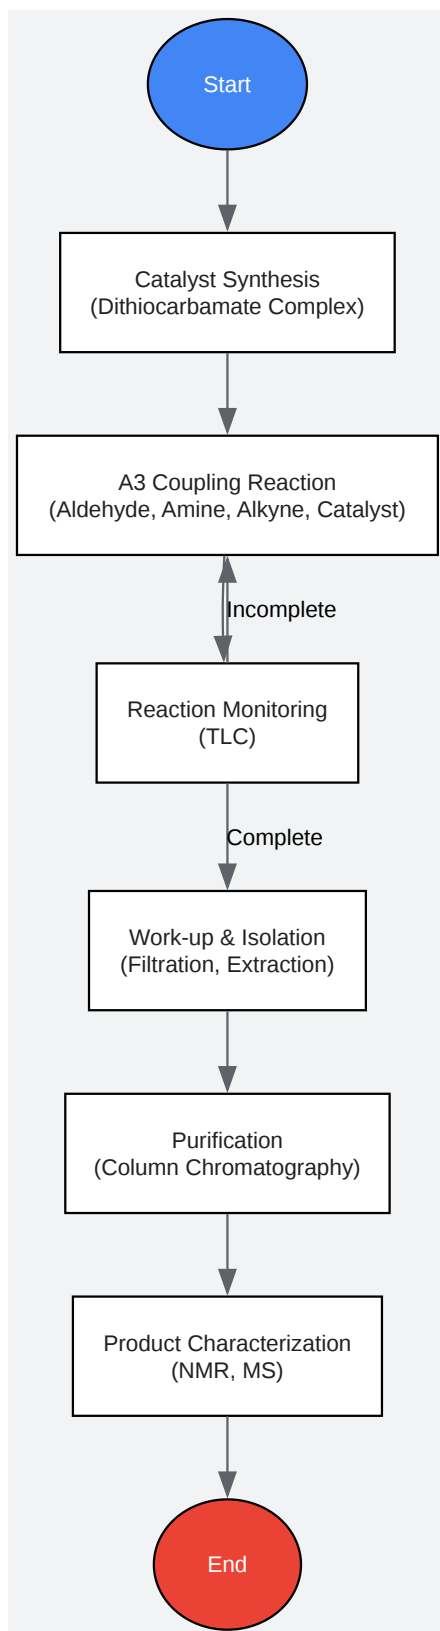 Start
Catalyst Synthesis
(Dithiocarbamate Complex)
A3 Coupling Reaction
(Aldehyde, Amine, Alkyne, Catalyst)
Incomplete
Reaction Monitoring
(TLC)
Complete
Work-up & Isolation
(Filtration, Extraction)
Purification
(Column Chromatography)
Product Characterization
(NMR, MS)
End